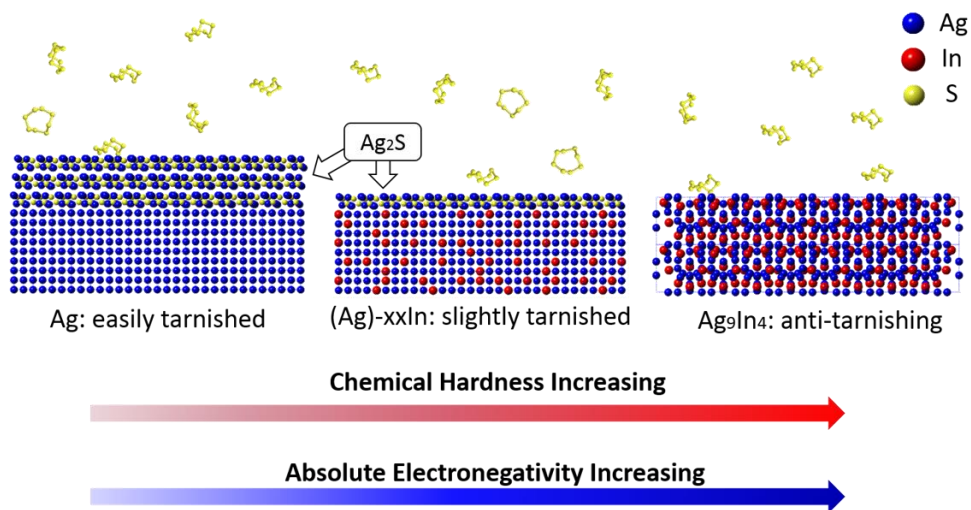 Ag
In
S
Ag₂S
Ag: easily tarnished
(Ag)-xxIn: slightly tarnished
Ag₉In₄: anti-tarnishing
Chemical Hardness Increasing
Absolute Electronegativity Increasing